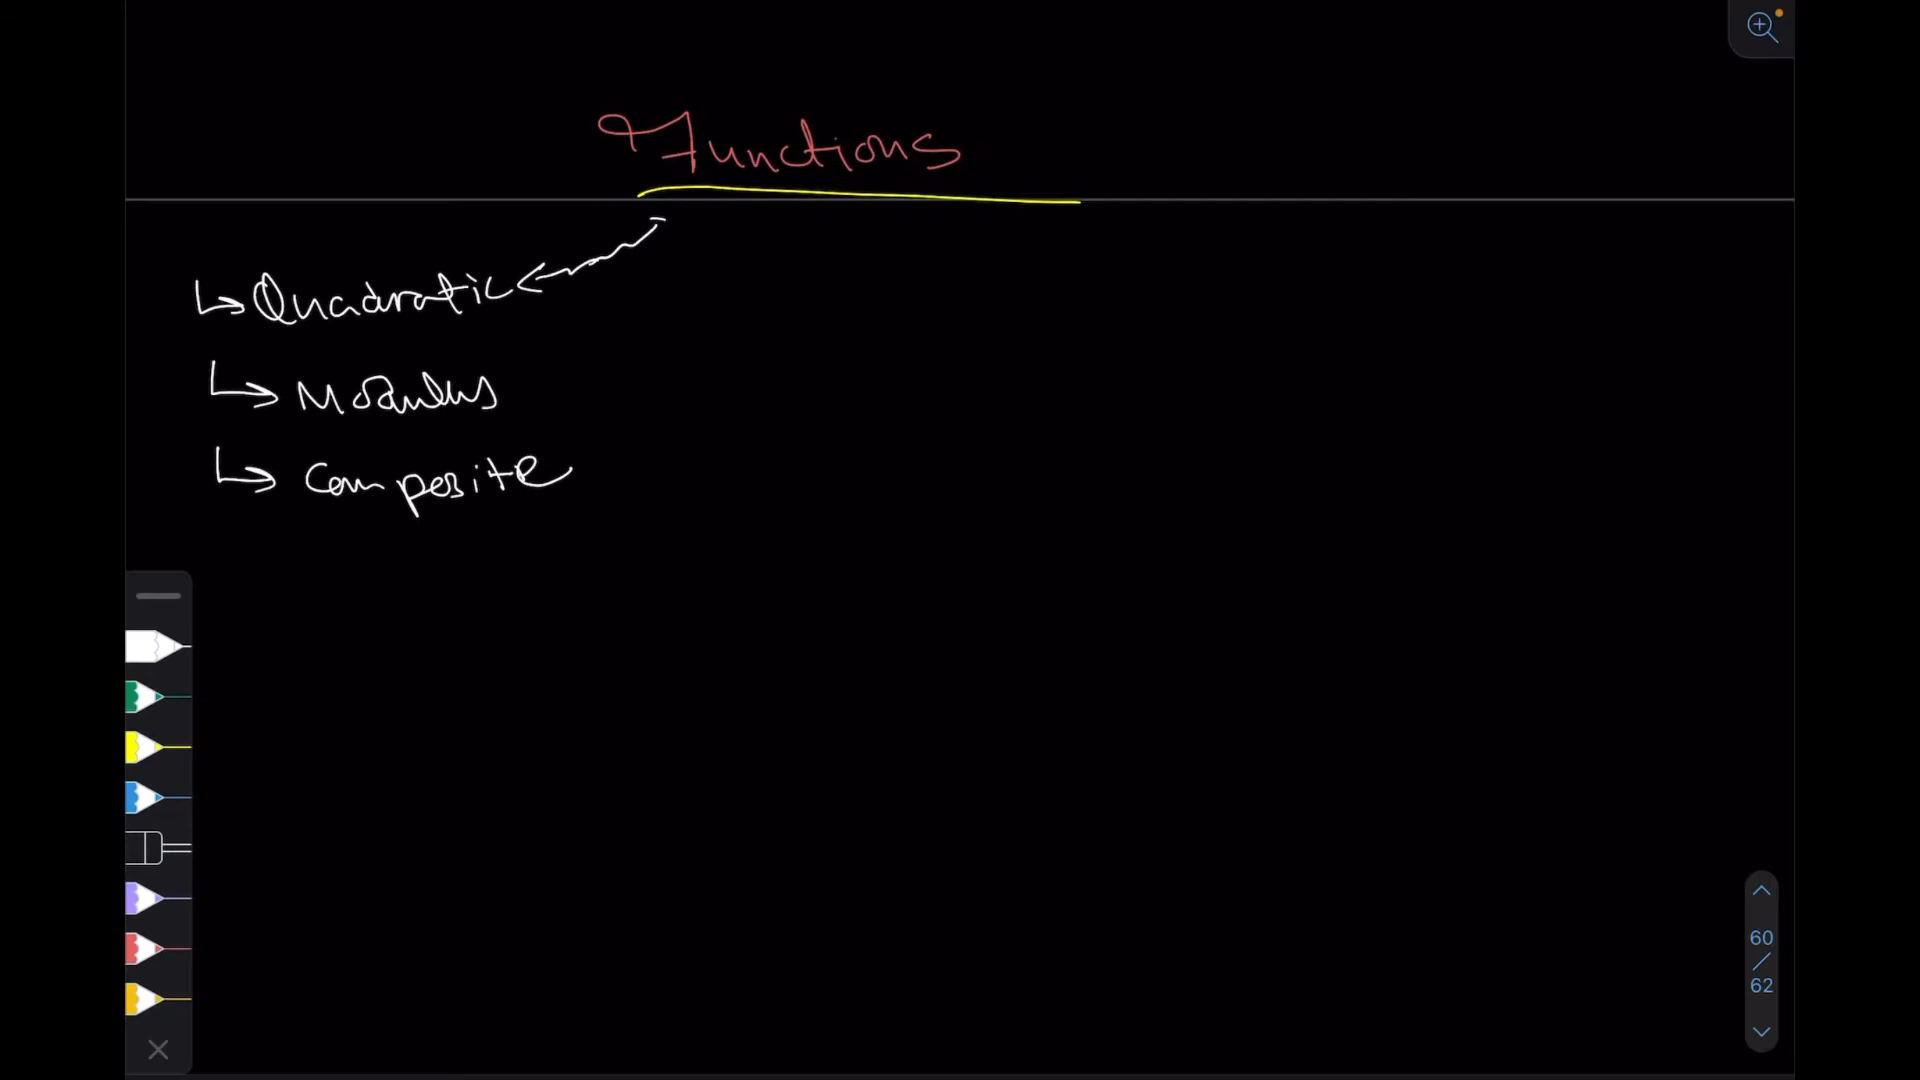 Functions
↳ Quadratic
↳ Modulus
↳ Composite
60
/
62